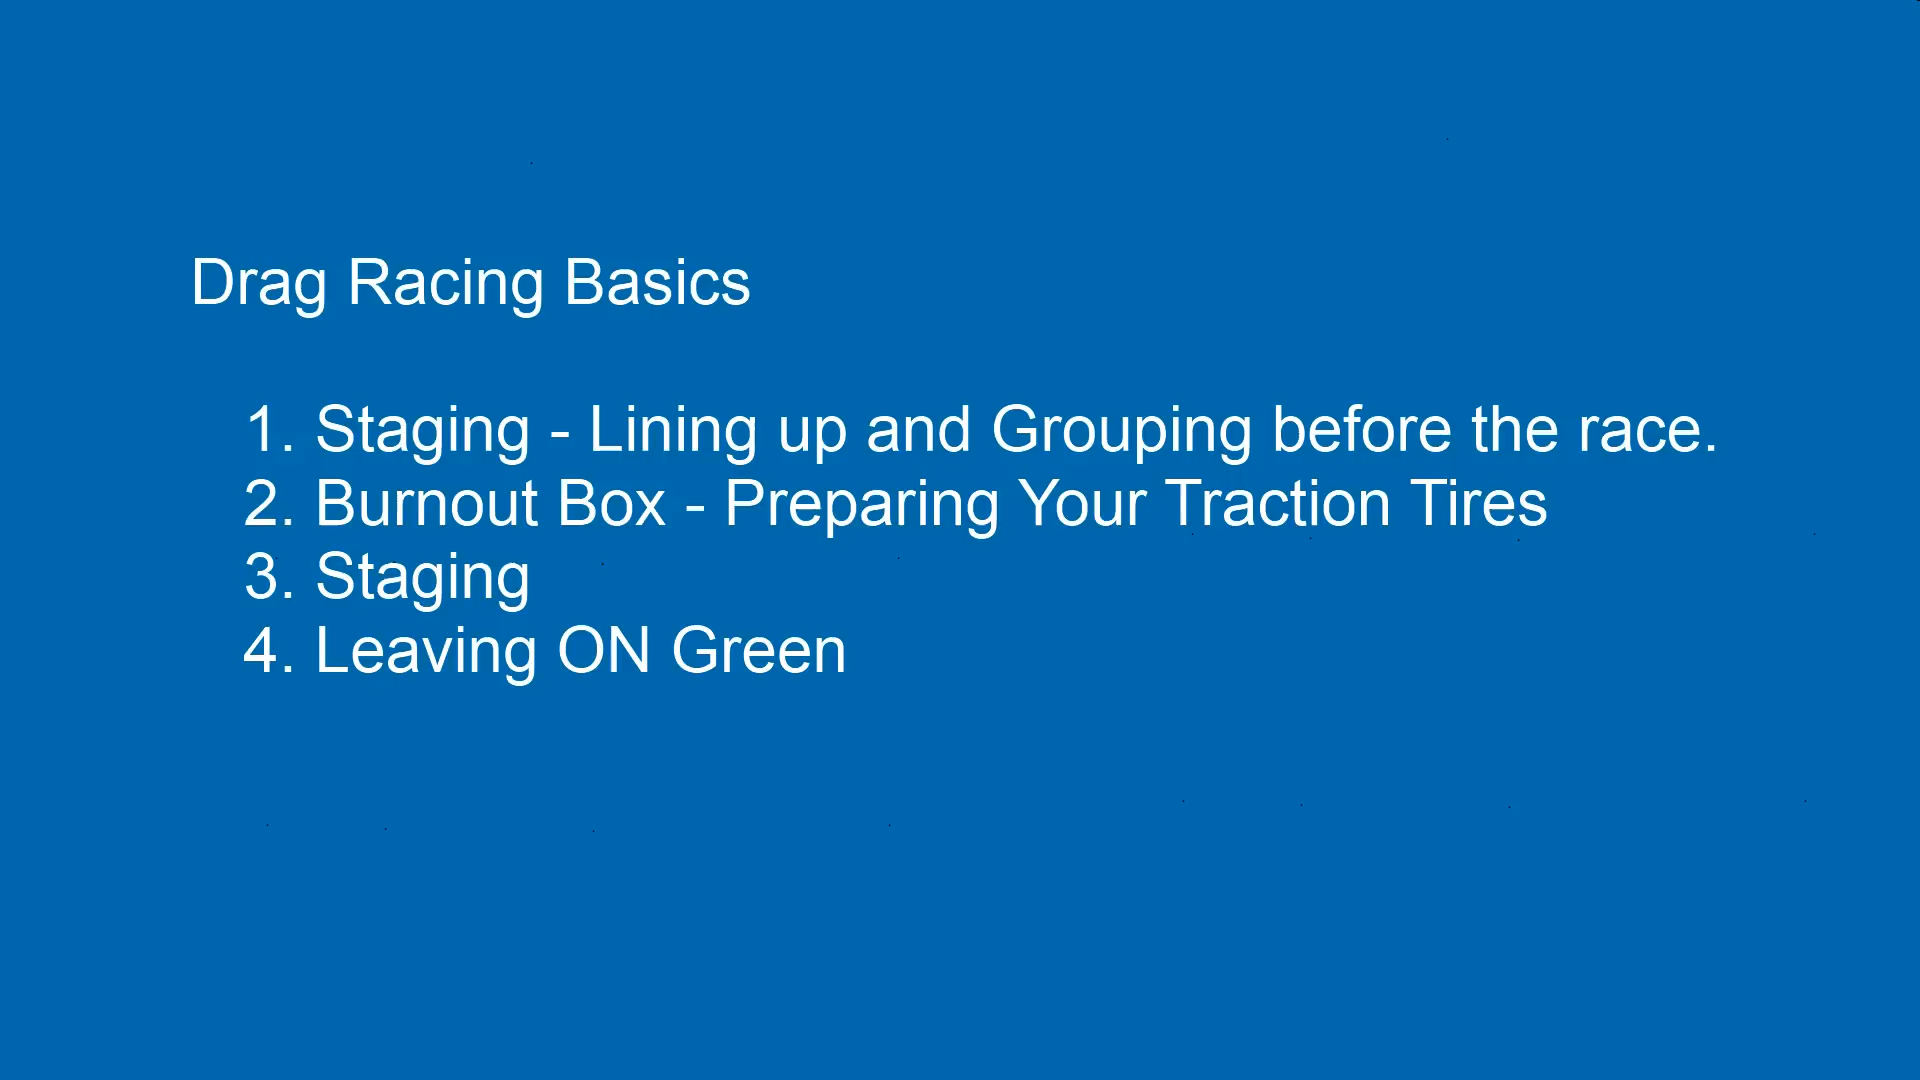 Drag Racing Basics
1. Staging - Lining up and Grouping before the race.
2. Burnout Box - Preparing Your Traction Tires
3. Staging
4. Leaving ON Green